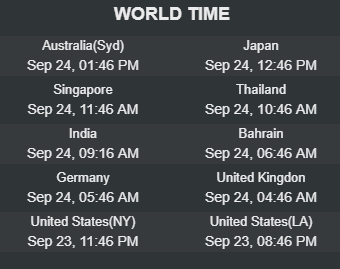 WORLD TIME
Australia(Syd) Japan
Sep 24, 01:46 PM Sep 24, 12:46 PM
Singapore Thailand
Sep 24, 11:46 AM Sep 24, 10:46 AM
India Bahrain
Sep 24, 09:16 AM Sep 24, 06:46 AM
Germany United Kingdon
Sep 24, 05:46 AM Sep 24, 04:46 AM
United States(NY) United States(LA)
Sep 23, 11:46 PM Sep 23, 08:46 PM